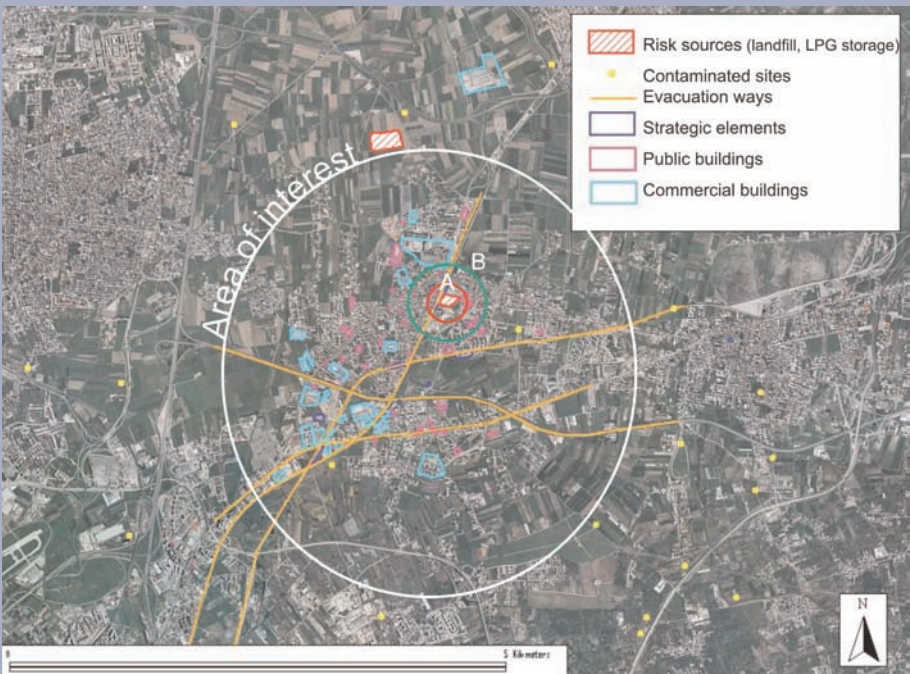 Risk sources (landfill, LPG storage)
Contaminated sites
Evacuation ways
Strategic elements
Public buildings
Commercial buildings
Area of interest
B
A
N
0
5 Kilometers